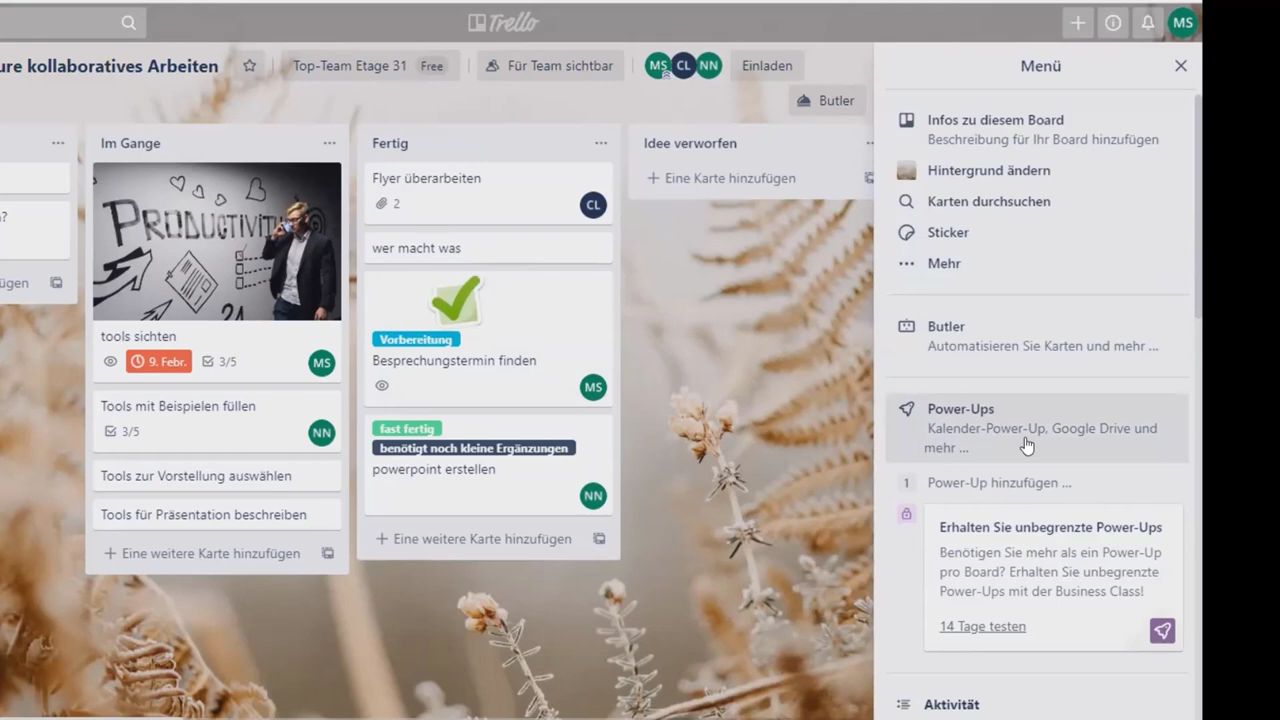 Trello
MS
ure kollaboratives Arbeiten
Top-Team Etage 31 Free
Für Team sichtbar
MS CL NN
Einladen
Butler
?
ügen
Im Gange
PRODUCTIVITY
tools sichten
9. Febr.
3/5
MS
Tools mit Beispielen füllen
3/5
NN
Tools zur Vorstellung auswählen
Tools für Präsentation beschreiben
+ Eine weitere Karte hinzufügen
Fertig
Flyer überarbeiten
2
CL
wer macht was
Vorbereitung
Besprechungstermin finden
MS
fast fertig
benötigt noch kleine Ergänzungen
powerpoint erstellen
NN
+ Eine weitere Karte hinzufügen
Idee verworfen
+ Eine Karte hinzufügen
Menü
Infos zu diesem Board
Beschreibung für Ihr Board hinzufügen
Hintergrund ändern
Karten durchsuchen
Sticker
Mehr
Butler
Automatisieren Sie Karten und mehr ...
Power-Ups
Kalender-Power-Up, Google Drive und
mehr ...
1 Power-Up hinzufügen ...
Erhalten Sie unbegrenzte Power-Ups
Benötigen Sie mehr als ein Power-Up
pro Board? Erhalten Sie unbegrenzte
Power-Ups mit der Business Class!
14 Tage testen
Aktivität